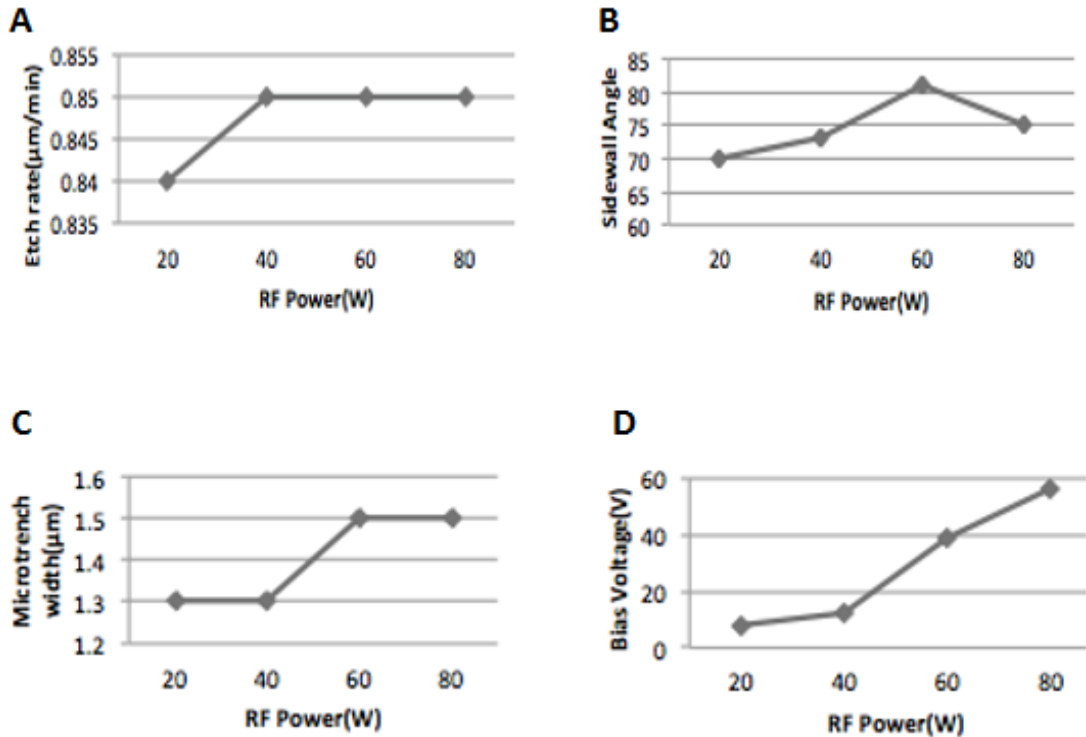 A
Etch rate(μm/min)
0.855
0.85
0.845
0.84
0.835
20 40 60 80
RF Power(W)
B
Sidewall Angle
85
80
75
70
65
60
20 40 60 80
RF Power(W)
C
Microtrench
width(μm)
1.6
1.5
1.4
1.3
1.2
20 40 60 80
RF Power(W)
D
Bias Voltage(V)
60
40
20
0
20 40 60 80
RF Power(W)